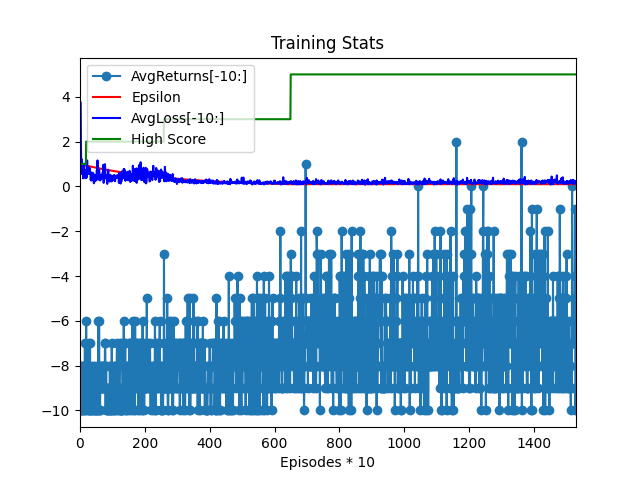 Training Stats
AvgReturns[-10:]
Epsilon
AvgLoss[-10:]
High Score
4
2
0
−2
−4
−6
−8
−10
0 200 400 600 800 1000 1200 1400
Episodes * 10